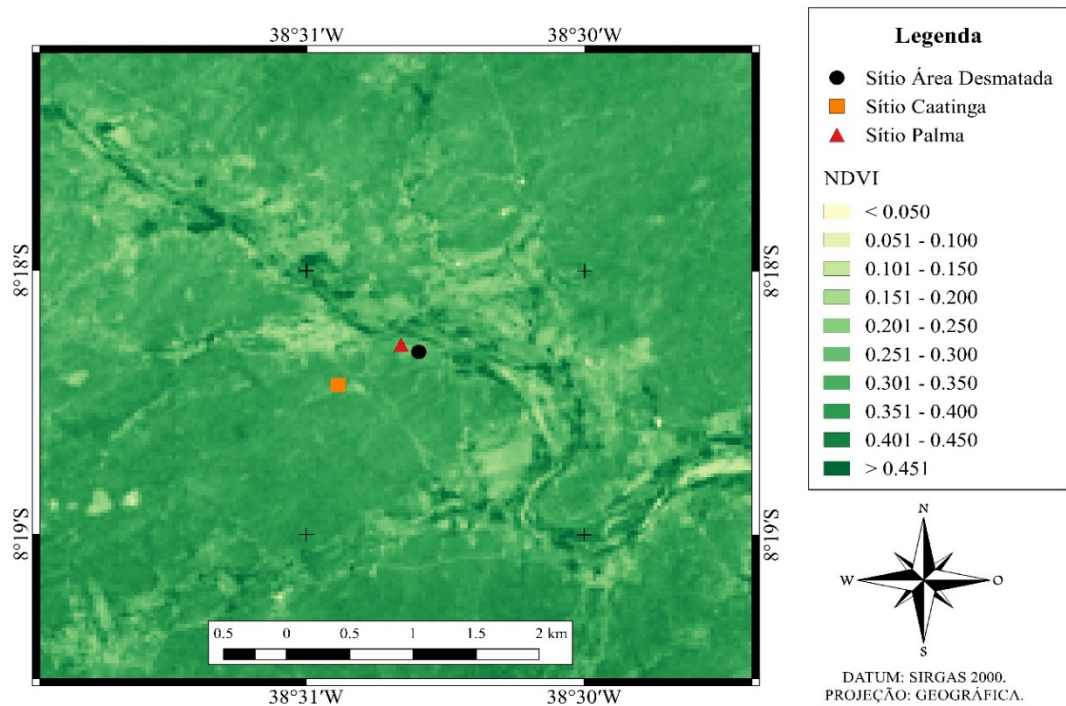 38°31'W 38°30'W
8°18'S 8°18'S
8°19'S 8°19'S
0.5 0 0.5 1 1.5 2 km
38°31'W 38°30'W
Legenda
Sítio Área Desmatada
Sítio Caatinga
Sítio Palma
NDVI
< 0.050
0.051 - 0.100
0.101 - 0.150
0.151 - 0.200
0.201 - 0.250
0.251 - 0.300
0.301 - 0.350
0.351 - 0.400
0.401 - 0.450
> 0.451
N
W O
S
DATUM: SIRGAS 2000.
PROJEÇÃO: GEOGRÁFICA.